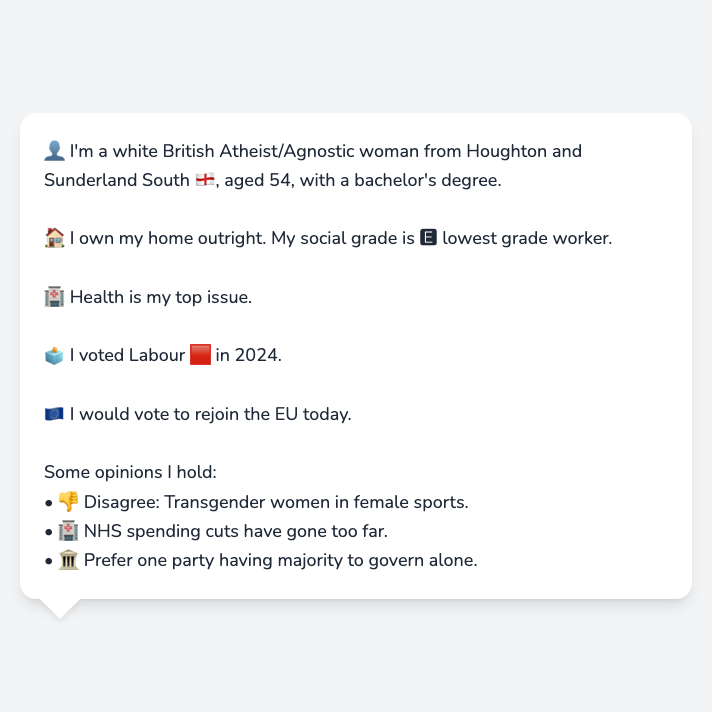 👤 I'm a white British Atheist/Agnostic woman from Houghton and
Sunderland South 🏴󠁧󠁢󠁥󠁮󠁧󠁿, aged 54, with a bachelor's degree.
🏠 I own my home outright. My social grade is 🅴 lowest grade worker.
🏥 Health is my top issue.
🗳️ I voted Labour 🟥 in 2024.
🇪🇺 I would vote to rejoin the EU today.
Some opinions I hold:
• 👎 Disagree: Transgender women in female sports.
• 🏥 NHS spending cuts have gone too far.
• 🏛️ Prefer one party having majority to govern alone.